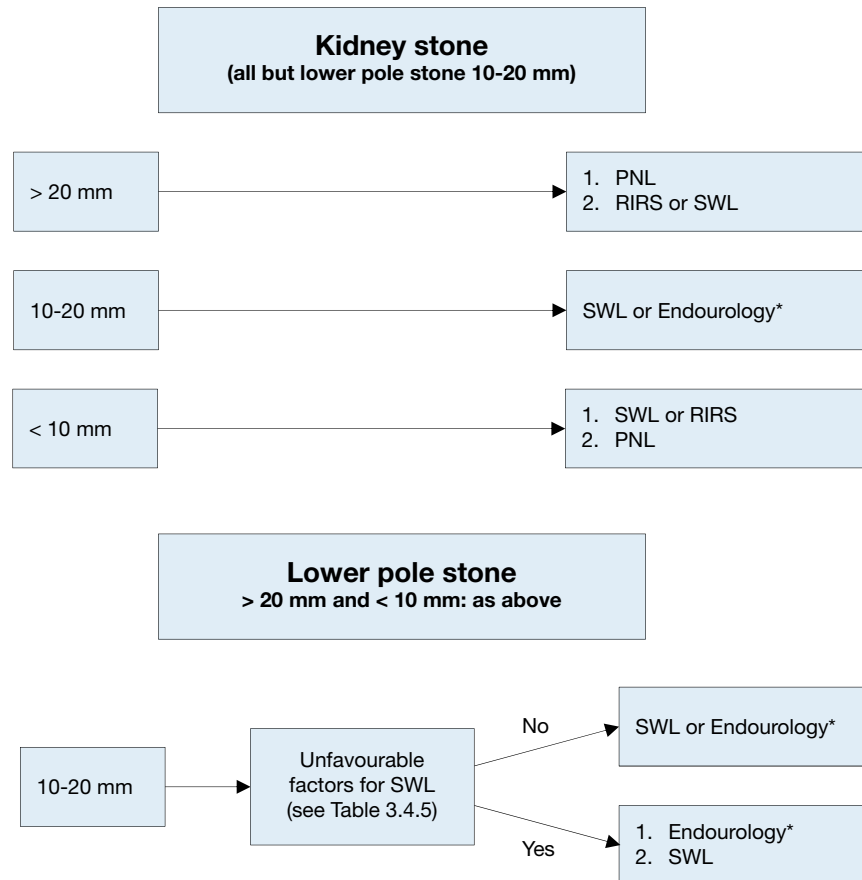 Kidney stone
(all but lower pole stone 10-20 mm)
> 20 mm
1. PNL
2. RIRS or SWL
10-20 mm
SWL or Endourology*
< 10 mm
1. SWL or RIRS
2. PNL
Lower pole stone
> 20 mm and < 10 mm: as above
10-20 mm
Unfavourable
factors for SWL
(see Table 3.4.5)
No
SWL or Endourology*
Yes
1. Endourology*
2. SWL